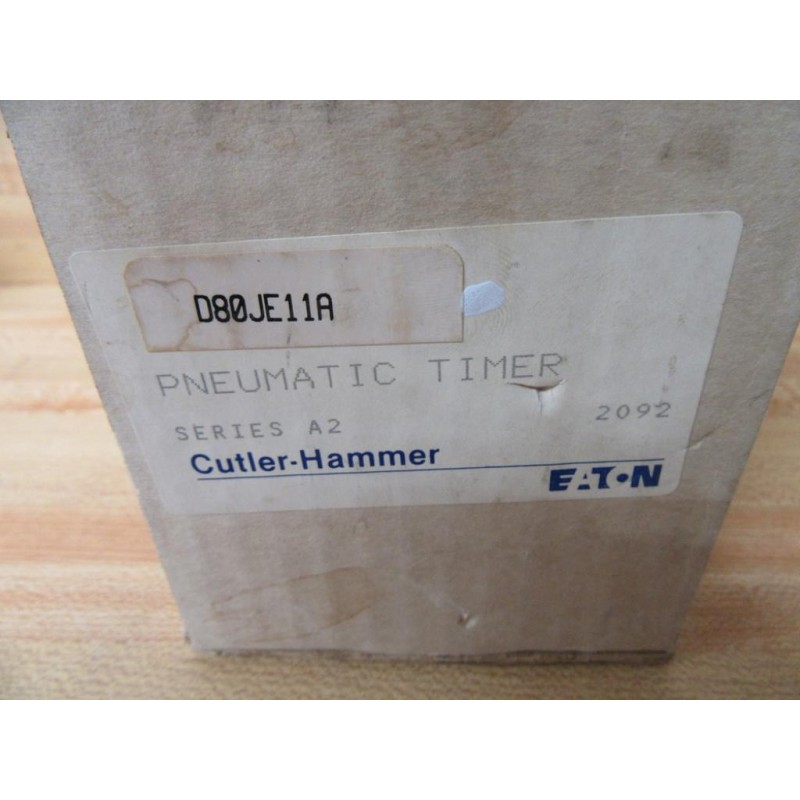 D80JE11A
PNEUMATIC TIMER
SERIES A2 2092
Cutler-Hammer
EATON